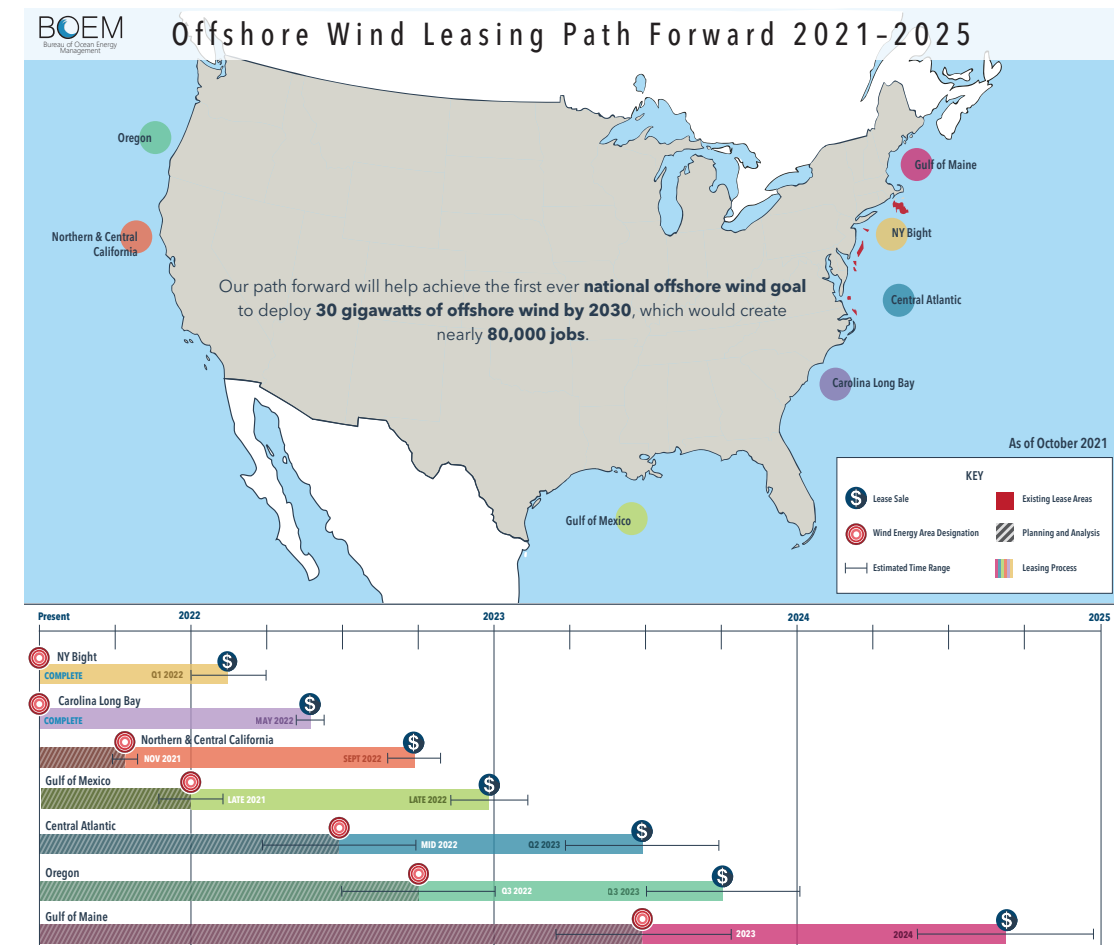 BOEM
Bureau of Ocean Energy
Management
Offshore Wind Leasing Path Forward 2021–2025
Oregon
Gulf of Maine
Northern & Central
California
NY Bight
Our path forward will help achieve the first ever national offshore wind goal
to deploy 30 gigawatts of offshore wind by 2030, which would create
nearly 80,000 jobs.
Central Atlantic
Carolina Long Bay
Gulf of Mexico
As of October 2021
KEY
$ Lease Sale
Existing Lease Areas
Wind Energy Area Designation
Planning and Analysis
Estimated Time Range
Leasing Process
Present 2022 2023 2024 2025
NY Bight $
COMPLETE Q1 2022
Carolina Long Bay $
COMPLETE MAY 2022
Northern & Central California $
NOV 2021 SEPT 2022
Gulf of Mexico $
LATE 2021 LATE 2022
Central Atlantic $
MID 2022 Q2 2023
Oregon $
Q3 2022 Q3 2023
Gulf of Maine $
2023 2024